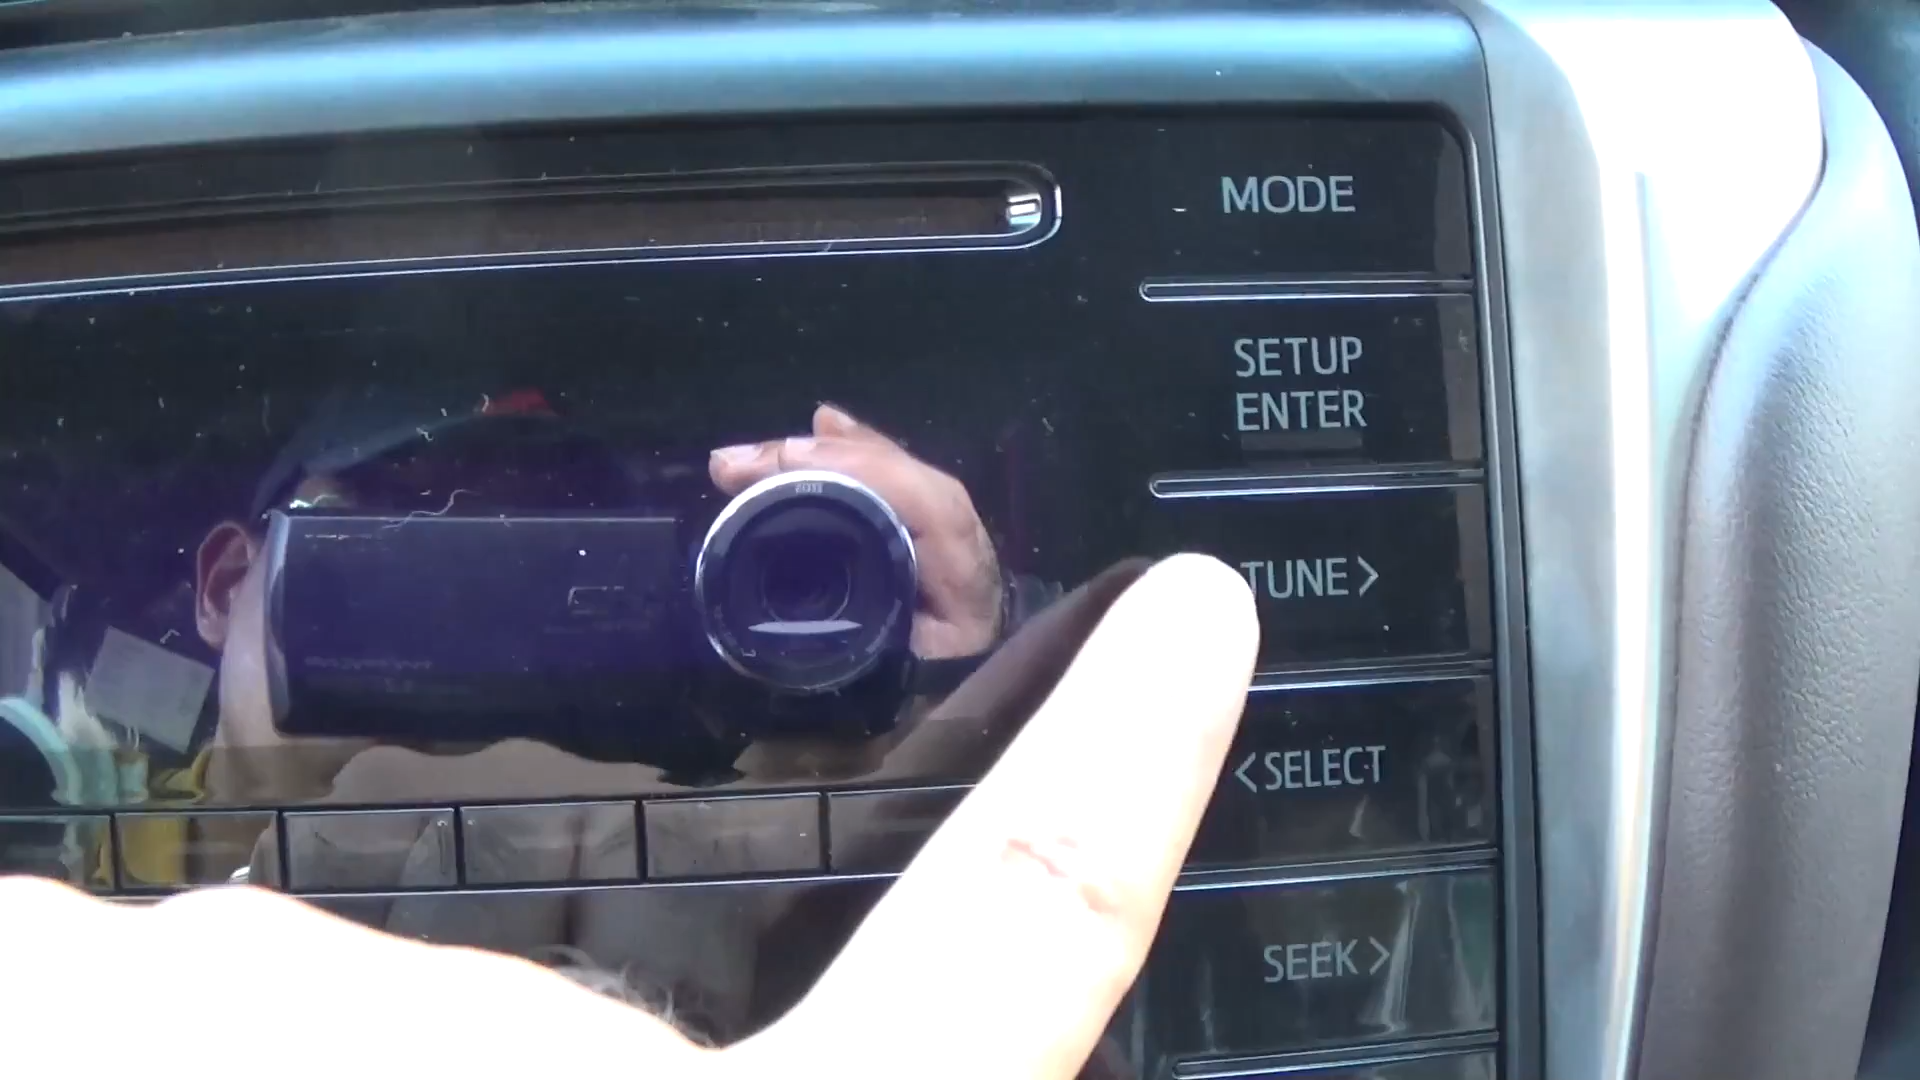 MODE
SETUP
ENTER
TUNE >
< SELECT
SEEK >